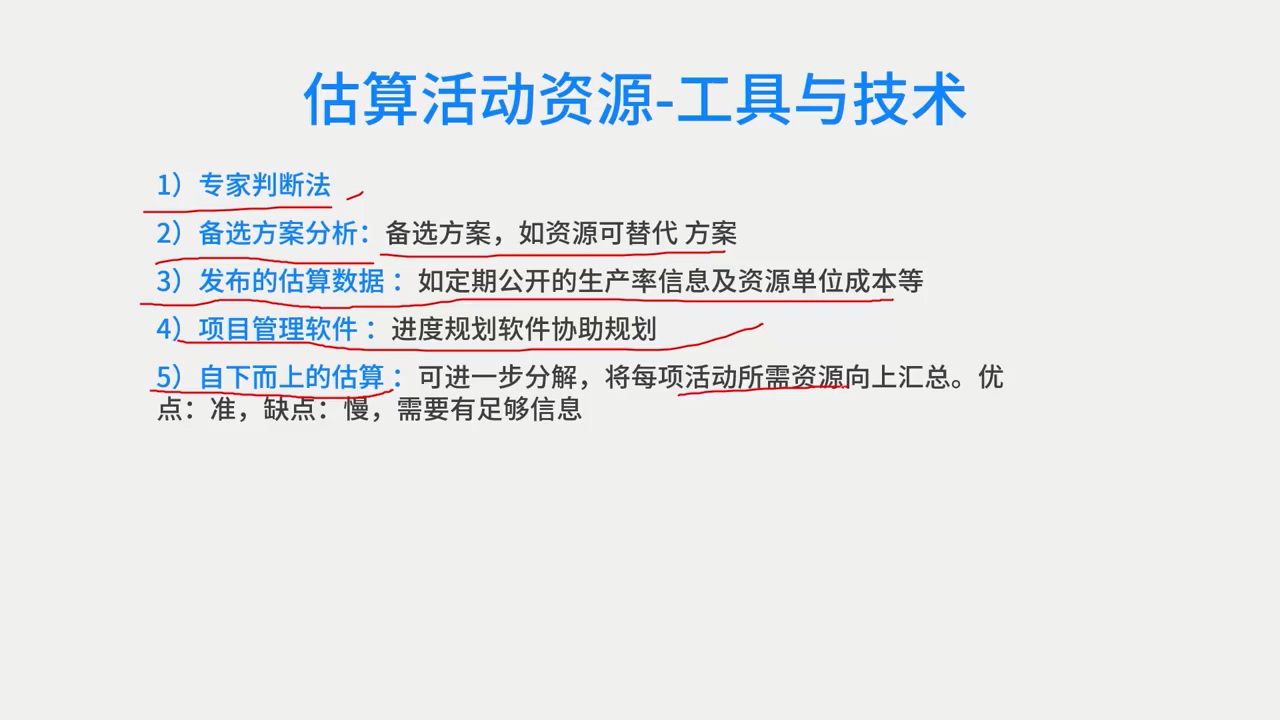 估算活动资源-工具与技术
1）专家判断法
2）备选方案分析：备选方案，如资源可替代 方案
3）发布的估算数据 ：如定期公开的生产率信息及资源单位成本等
4）项目管理软件 ：进度规划软件协助规划
5）自下而上的估算 ：可进一步分解，将每项活动所需资源向上汇总。优
点：准，缺点：慢，需要有足够信息